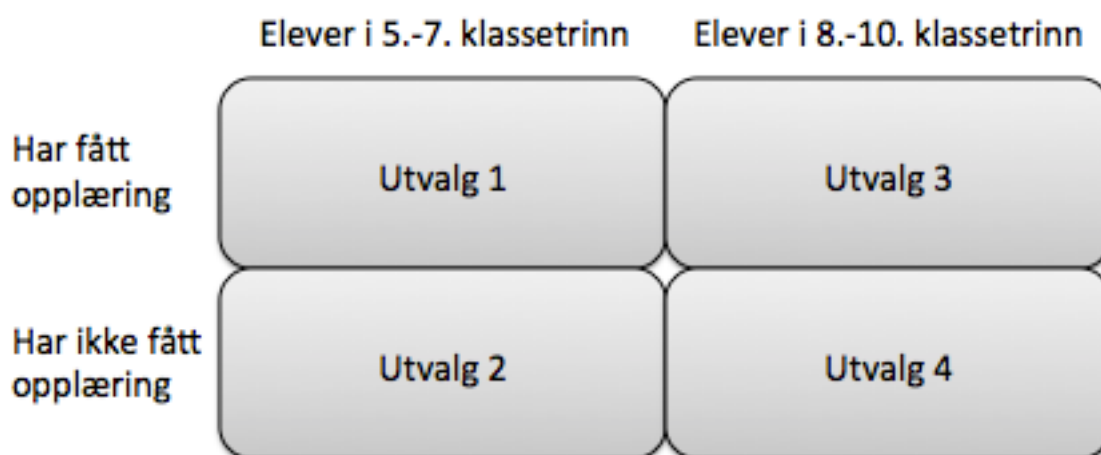 Elever i 5.-7. klassetrinn
Elever i 8.-10. klassetrinn
Har fått
opplæring
Utvalg 1
Utvalg 3
Har ikke fått
opplæring
Utvalg 2
Utvalg 4